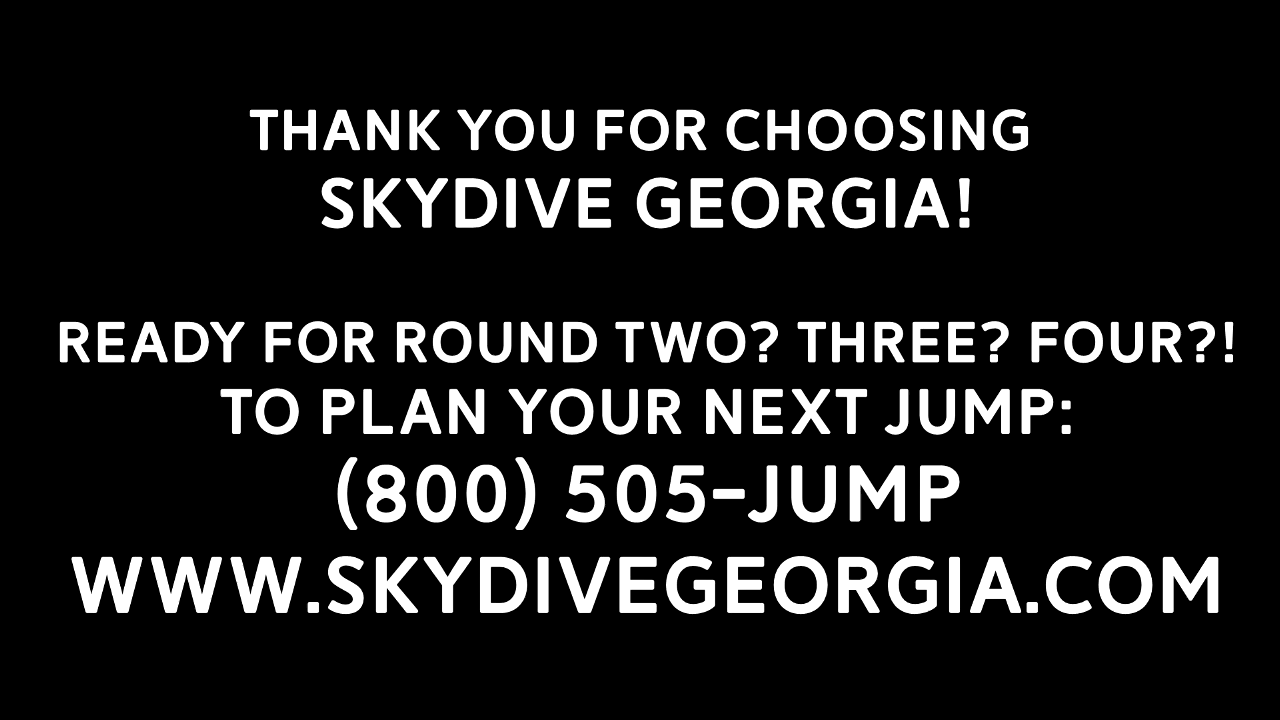 THANK YOU FOR CHOOSING
SKYDIVE GEORGIA!
READY FOR ROUND TWO? THREE? FOUR?!
TO PLAN YOUR NEXT JUMP:
(800) 505-JUMP
WWW.SKYDIVEGEORGIA.COM